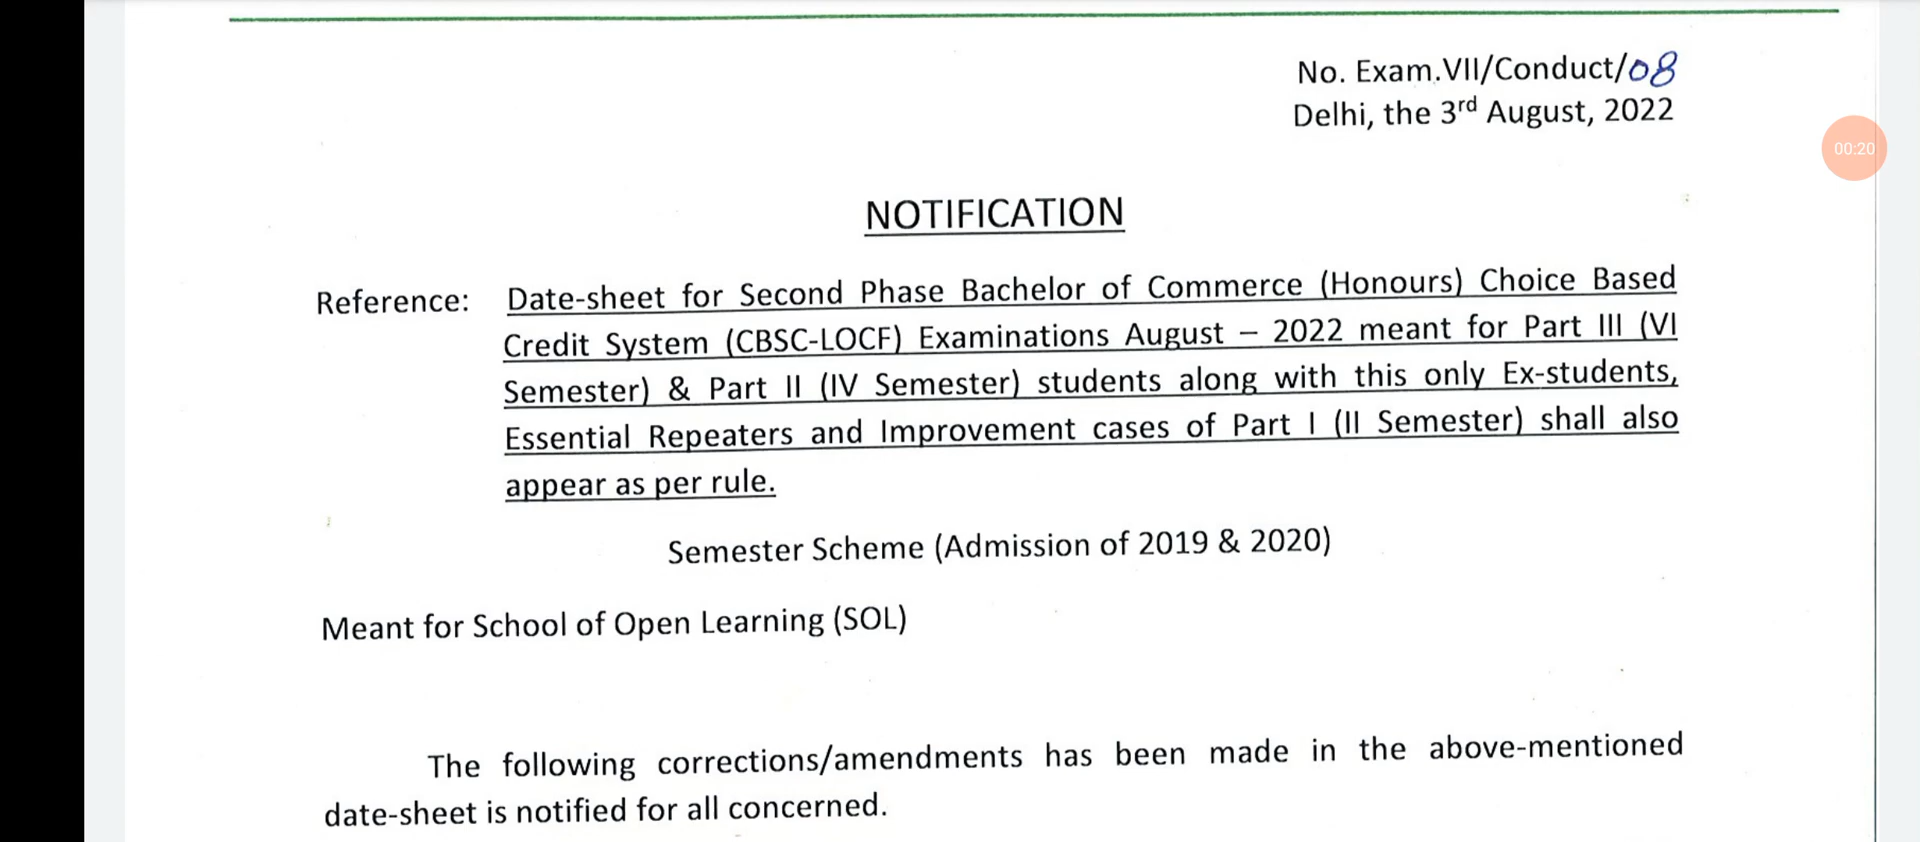 No. Exam.VII/Conduct/08
Delhi, the 3rd August, 2022
00:20
NOTIFICATION
Reference: Date-sheet for Second Phase Bachelor of Commerce (Honours) Choice Based
Credit System (CBSC-LOCF) Examinations August – 2022 meant for Part III (VI
Semester) & Part II (IV Semester) students along with this only Ex-students,
Essential Repeaters and Improvement cases of Part I (II Semester) shall also
appear as per rule.
Semester Scheme (Admission of 2019 & 2020)
Meant for School of Open Learning (SOL)
The following corrections/amendments has been made in the above-mentioned
date-sheet is notified for all concerned.